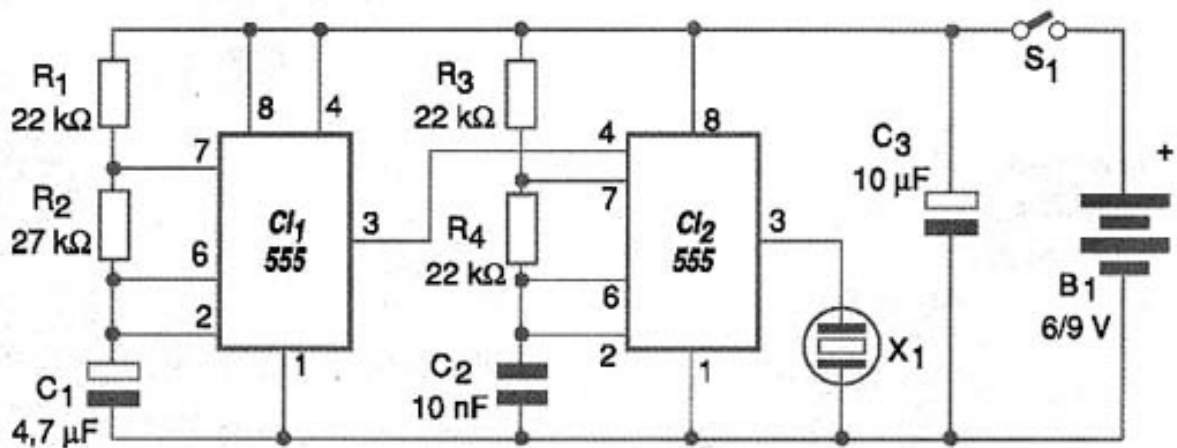 R1
22 kΩ
R2
27 kΩ
C1
4,7 µF
8
4
7
6
2
1
3
CI1
555
R3
22 kΩ
R4
22 kΩ
C2
10 nF
4
8
7
6
2
1
3
CI2
555
X1
C3
10 µF
S1
+
B1
6/9 V